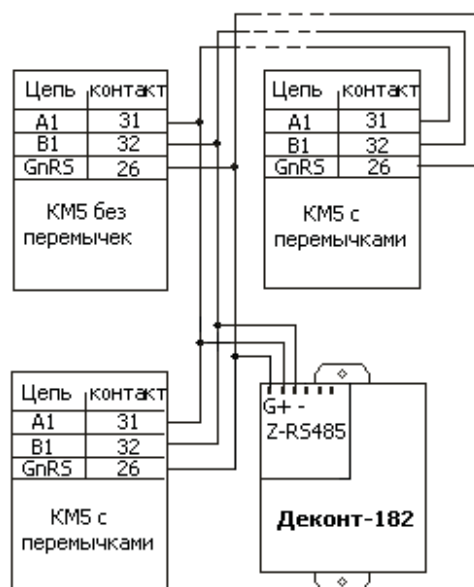 Цепь контакт
A1 31
B1 32
GnRS 26
КМ5 без
перемычек
Цепь контакт
A1 31
B1 32
GnRS 26
КМ5 с
перемычками
Цепь контакт
A1 31
B1 32
GnRS 26
КМ5 с
перемычками
G+ -
Z-RS485
Деконт-182